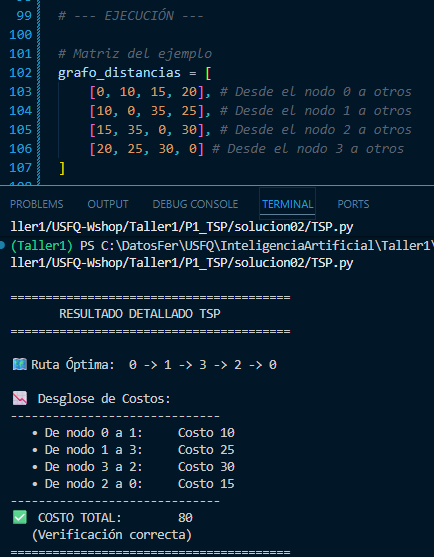 99 # --- EJECUCIÓN ---
100
101 # Matriz del ejemplo
102 grafo_distancias = [
103 [0, 10, 15, 20], # Desde el nodo 0 a otros
104 [10, 0, 35, 25], # Desde el nodo 1 a otros
105 [15, 35, 0, 30], # Desde el nodo 2 a otros
106 [20, 25, 30, 0] # Desde el nodo 3 a otros
107 ]
PROBLEMS OUTPUT DEBUG CONSOLE TERMINAL PORTS
ller1/USFQ-Wshop/Taller1/P1_TSP/solucion02/TSP.py
(Taller1) PS C:\DatosFer\USFQ\InteligenciaArtificial\Taller1\
ller1/USFQ-Wshop/Taller1/P1_TSP/solucion02/TSP.py
========================================
RESULTADO DETALLADO TSP
========================================
🗺️ Ruta Óptima: 0 -> 1 -> 3 -> 2 -> 0
📉 Desglose de Costos:
------------------------------
• De nodo 0 a 1: Costo 10
• De nodo 1 a 3: Costo 25
• De nodo 3 a 2: Costo 30
• De nodo 2 a 0: Costo 15
------------------------------
✅ COSTO TOTAL: 80
(Verificación correcta)
========================================